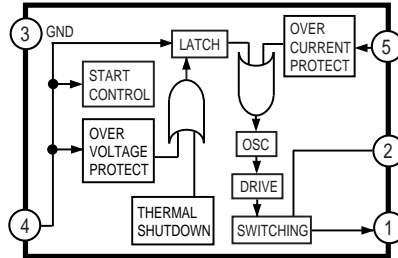 3 GND
LATCH
OVER
CURRENT
PROTECT
5
START
CONTROL
OVER
VOLTAGE
PROTECT
OSC
2
DRIVE
THERMAL
SHUTDOWN
SWITCHING
4
1